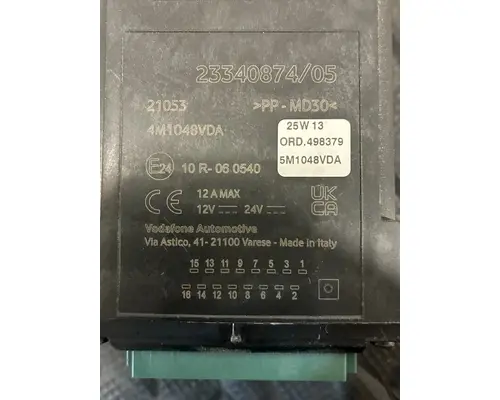 23340874/05
21053 >PP - MD30<
4M1048VDA
25W 13
ORD.498379
5M1048VDA
E24 10 R- 06 0540
CE 12 A MAX
12V 24V
UK
CA
Vodafone Automotive
Via Astico, 41- 21100 Varese - Made in Italy
15 13 11 9 7 5 3 1
16 14 12 10 8 6 4 2